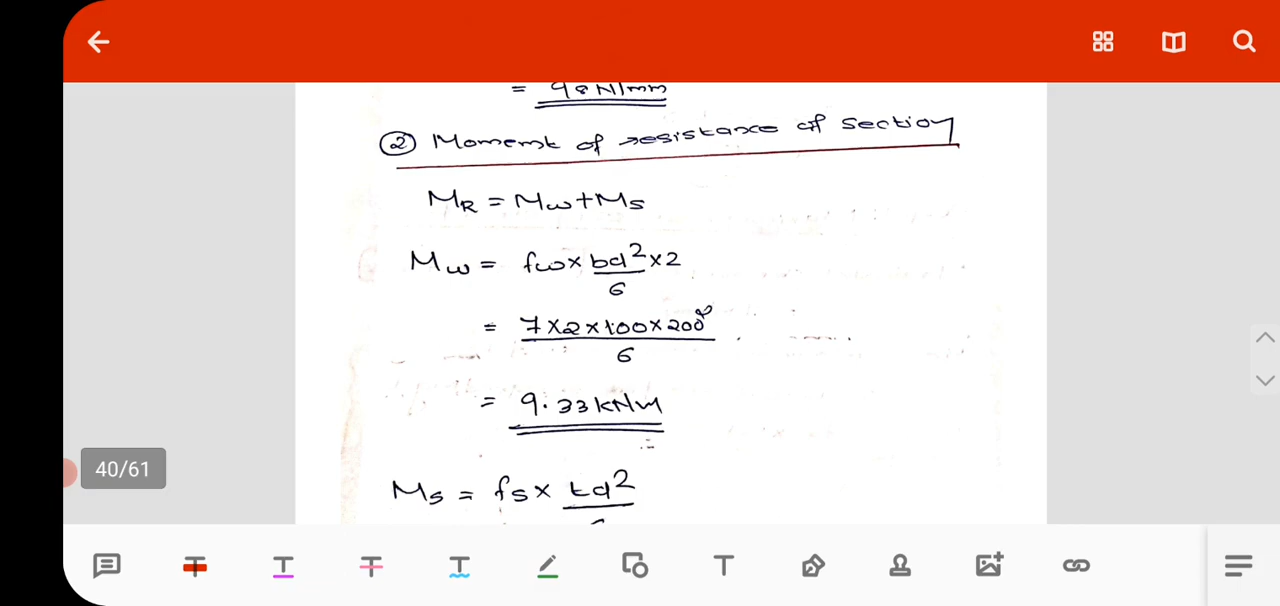 = 98 N/mm
② Moment of resistance of section
MR = Mw + Ms
Mw = fw × bd² × 2
6
= 7 × 2 × 100 × 200²
6
= 9.33 kNm
Ms = fs × td²
40/61